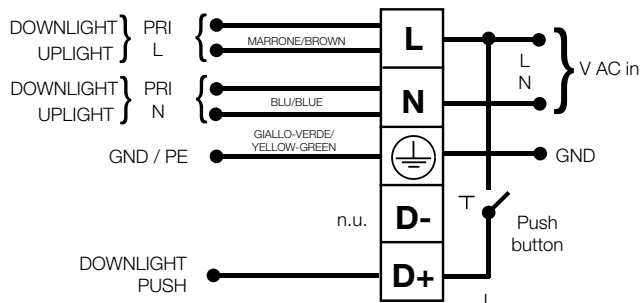 DOWNLIGHT } PRI {
UPLIGHT } L {
MARRONE/BROWN
L
L
N
} V AC in
DOWNLIGHT } PRI {
UPLIGHT } N {
BLU/BLUE
N
GIALLO-VERDE/
YELLOW-GREEN
GND / PE
GND
n.u.
D-
Push
button
DOWNLIGHT
PUSH
D+